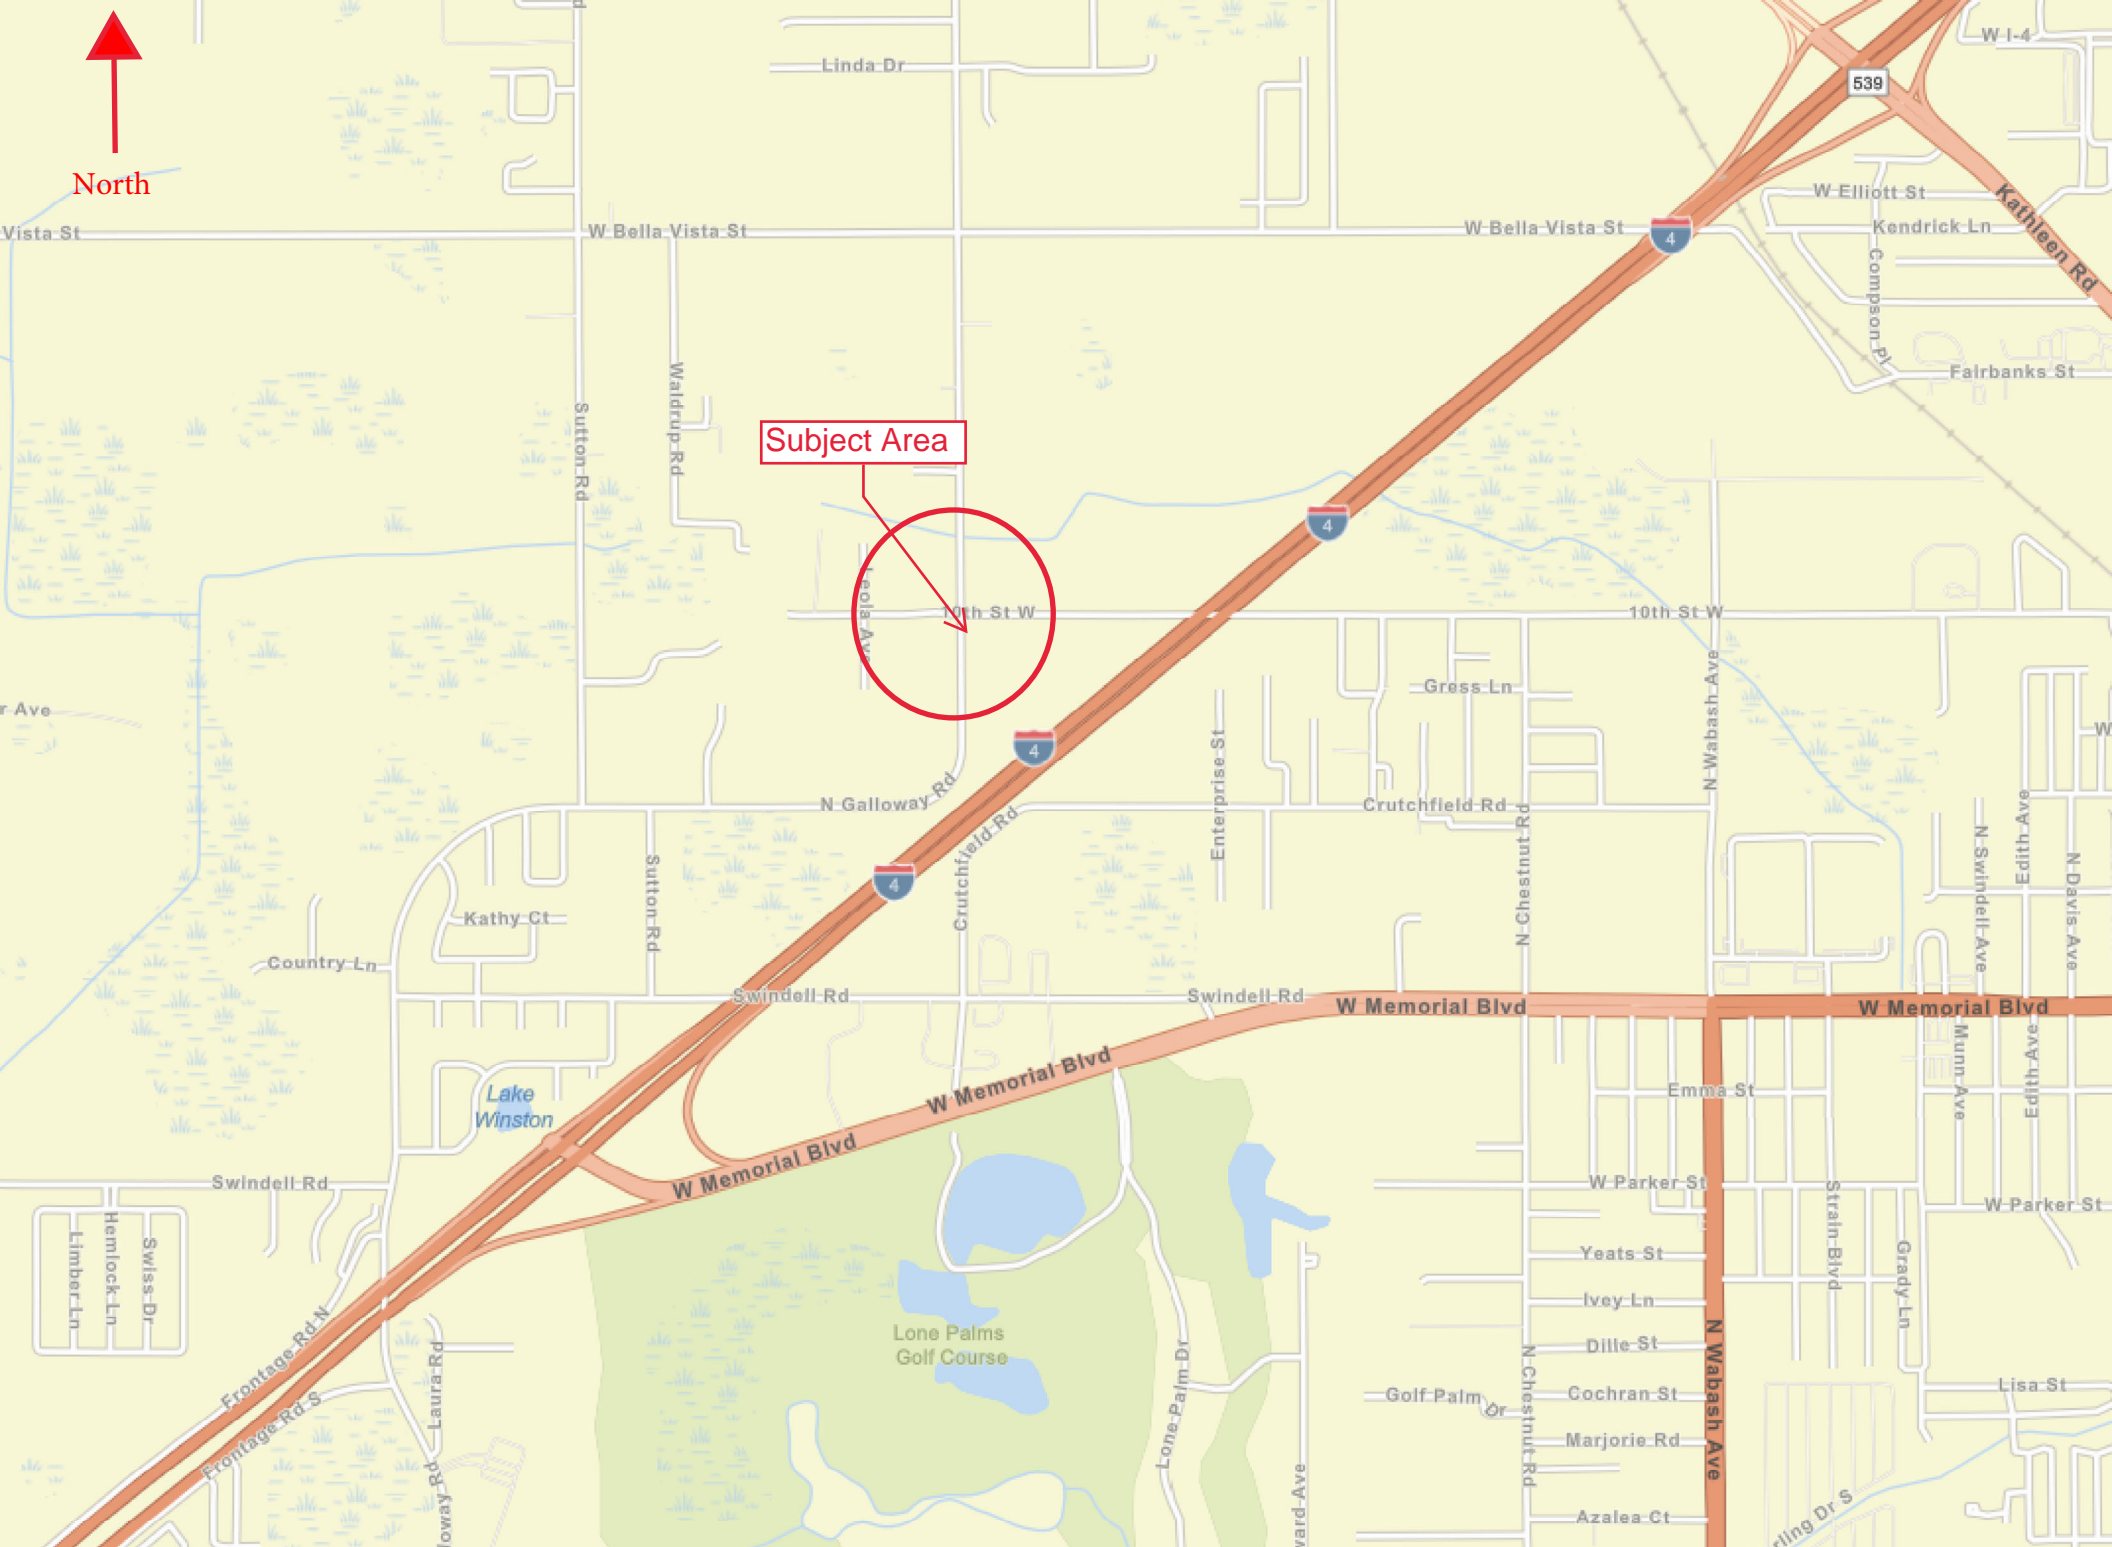 W I-4
Linda Dr
539
North
W Elliott St
Kathleen Rd
Vista St
W Bella Vista St
W Bella Vista St
4
Kendrick Ln
Compson Pl
Fairbanks St
Waldrup Rd
Sutton Rd
Subject Area
4
Leola Ave
10th St W
10th St W
N Wabash Ave
Gress Ln
r Ave
W
4
Enterprise St
N Galloway Rd
Crutchfield Rd
Crutchfield Rd
N Chestnut Rd
Edith Ave
N Swindell Ave
N Davis Ave
Sutton Rd
4
Kathy Ct
Country Ln
Swindell Rd
Swindell Rd
W Memorial Blvd
W Memorial Blvd
W Memorial Blvd
Munn Ave
Edith Ave
Lake
Winston
Emma St
W Memorial Blvd
Swindell Rd
W Parker St
Strain Blvd
W Parker St
Limber Ln
Hemlock Ln
Swiss Dr
Yeats St
Grady Ln
Ivey Ln
Frontage Rd N
Lone Palms
Golf Course
Dille St
N Wabash Ave
Laura Rd
Lone Palm Dr
N Chestnut Rd
Lisa St
Golf Palm Dr
Cochran St
Frontage Rd S
Marjorie Rd
loway Rd
ward Ave
Azalea Ct
rling Dr S